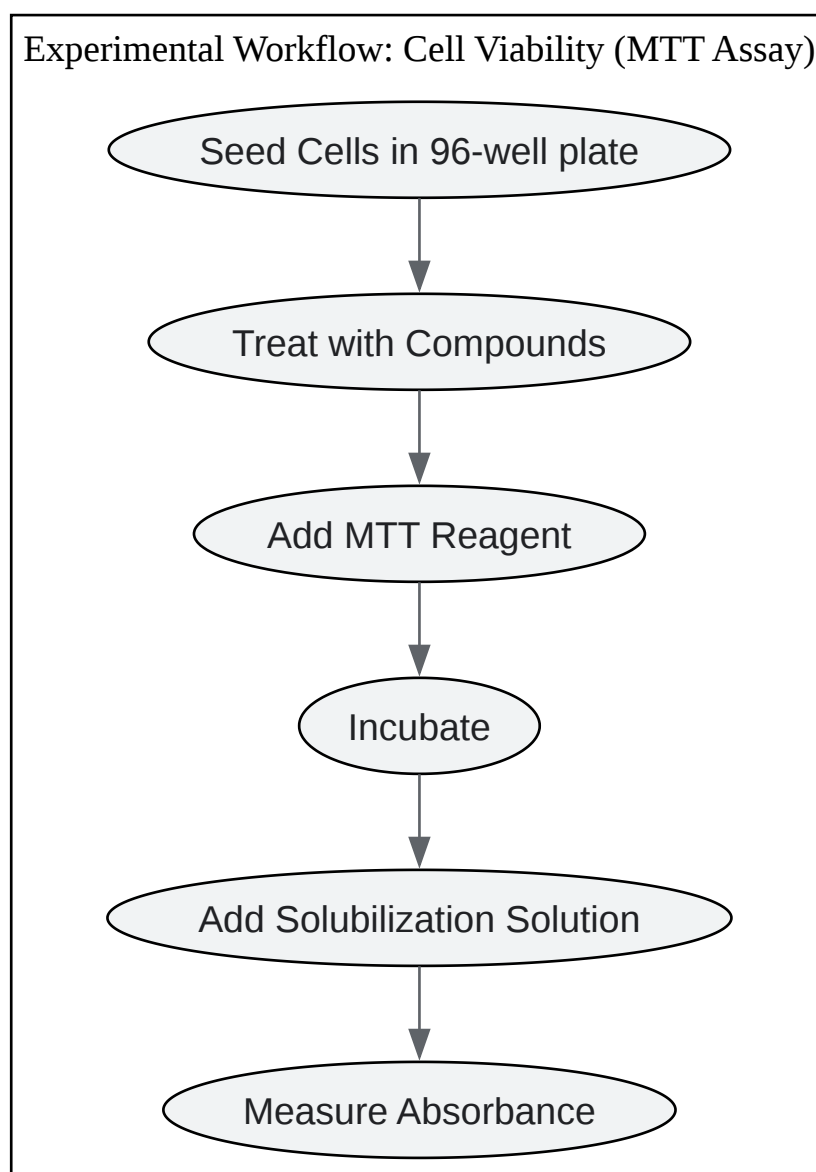 Experimental Workflow: Cell Viability (MTT Assay)
Seed Cells in 96-well plate
Treat with Compounds
Add MTT Reagent
Incubate
Add Solubilization Solution
Measure Absorbance